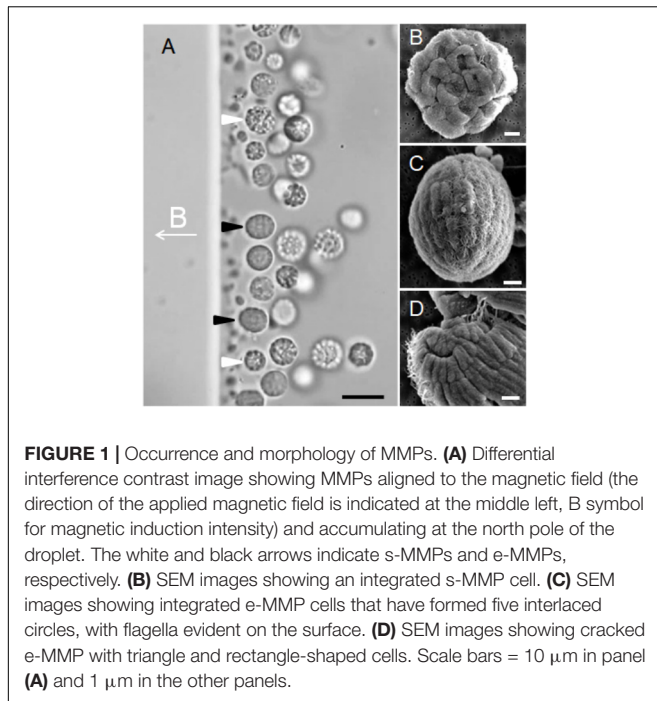 A
B
B
C
D
FIGURE 1 | Occurrence and morphology of MMPs. (A) Differential
interference contrast image showing MMPs aligned to the magnetic field (the
direction of the applied magnetic field is indicated at the middle left, B symbol
for magnetic induction intensity) and accumulating at the north pole of the
droplet. The white and black arrows indicate s-MMPs and e-MMPs,
respectively. (B) SEM images showing an integrated s-MMP cell. (C) SEM
images showing integrated e-MMP cells that have formed five interlaced
circles, with flagella evident on the surface. (D) SEM images showing cracked
e-MMP with triangle and rectangle-shaped cells. Scale bars = 10 μm in panel
(A) and 1 μm in the other panels.